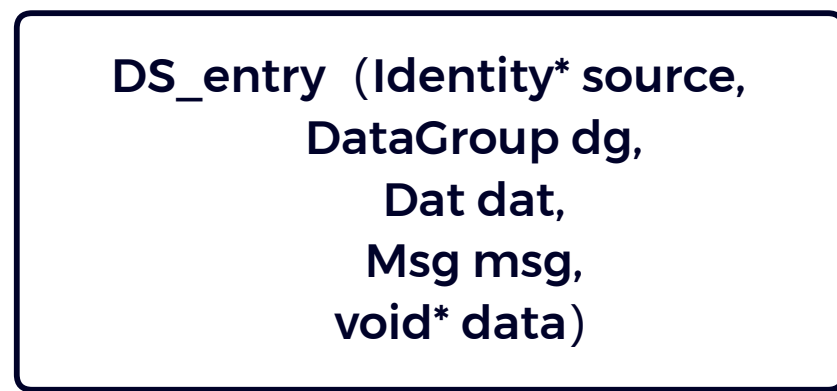 DS_entry（Identity* source,
DataGroup dg,
Dat dat,
Msg msg,
void* data）